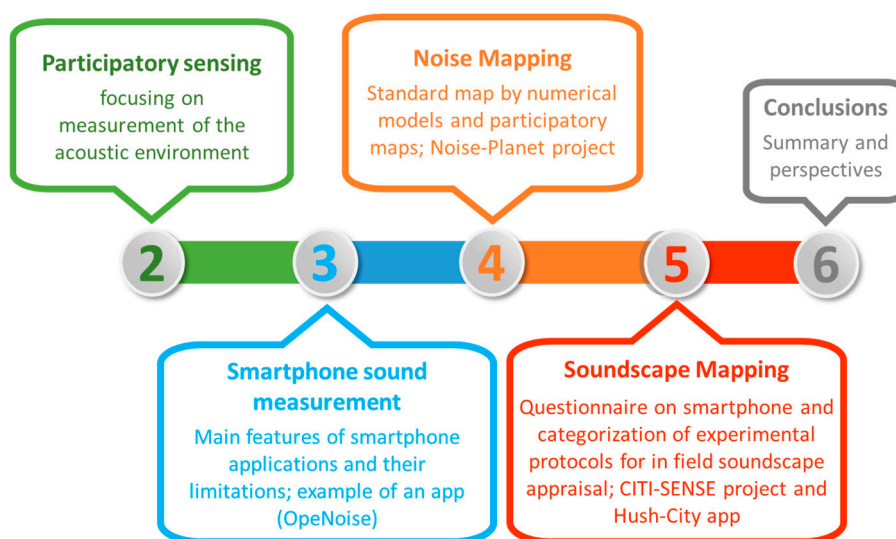 Participatory sensing
focusing on
measurement of the
acoustic environment
Noise Mapping
Standard map by numerical
models and participatory
maps; Noise-Planet project
Conclusions
Summary and
perspectives
2
3
4
5
6
Smartphone sound
measurement
Main features of smartphone
applications and their
limitations; example of an app
(OpeNoise)
Soundscape Mapping
Questionnaire on smartphone and
categorization of experimental
protocols for in field soundscape
appraisal; CITI-SENSE project and
Hush-City app